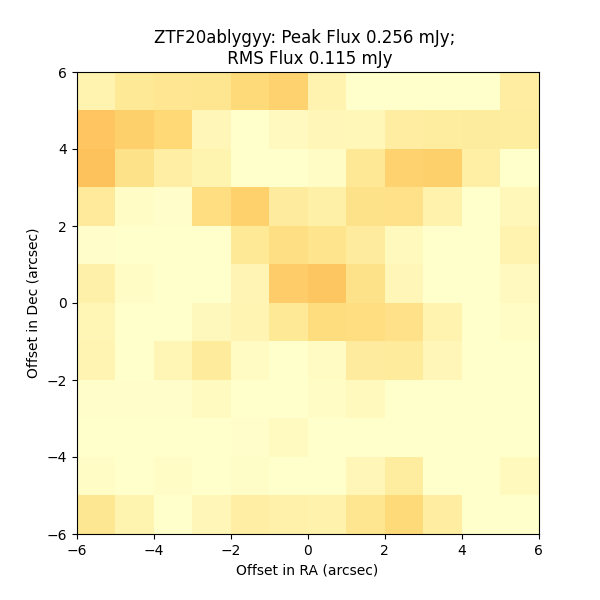 ZTF20ablygyy: Peak Flux 0.256 mJy;
RMS Flux 0.115 mJy
6
4
2
0
−2
−4
−6
Offset in Dec (arcsec)
−6 −4 −2 0 2 4 6
Offset in RA (arcsec)